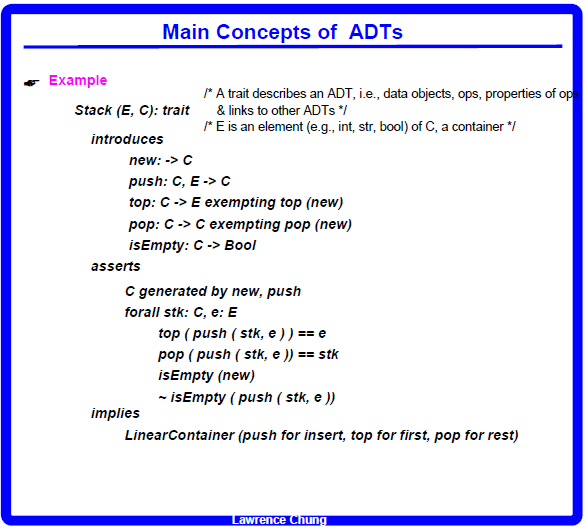 Main Concepts of ADTs
Example
/* A trait describes an ADT, i.e., data objects, ops, properties of ops
Stack (E, C): trait
& links to other ADTs */
/* E is an element (e.g., int, str, bool) of C, a container */
introduces
new: -> C
push: C, E -> C
top: C -> E exempting top (new)
pop: C -> C exempting pop (new)
isEmpty: C -> Bool
asserts
C generated by new, push
forall stk: C, e: E
top ( push ( stk, e ) ) == e
pop ( push ( stk, e )) == stk
isEmpty (new)
~ isEmpty ( push ( stk, e ))
implies
LinearContainer (push for insert, top for first, pop for rest)
Lawrence Chung